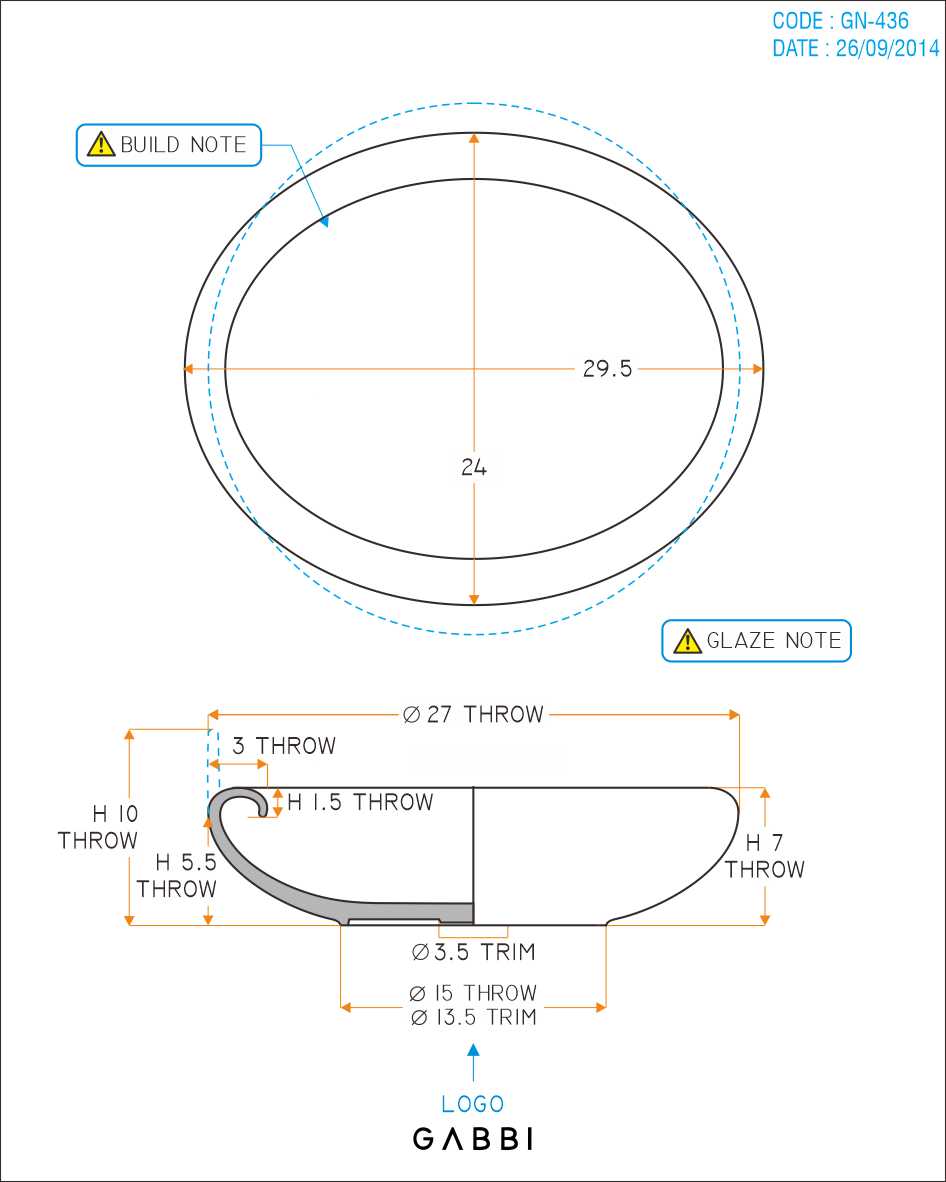 CODE : GN-436
DATE : 26/09/2014
BUILD NOTE
29.5
24
GLAZE NOTE
Ø 27 THROW
3 THROW
H 1.5 THROW
H 10
THROW
H 5.5
THROW
H 7
THROW
Ø 3.5 TRIM
Ø 15 THROW
Ø 13.5 TRIM
LOGO
GABBI